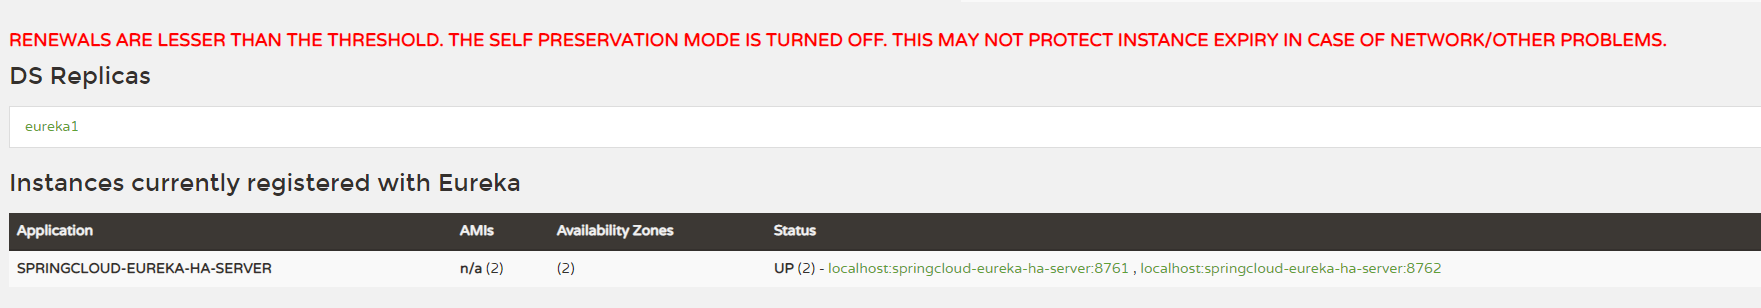 RENEWALS ARE LESSER THAN THE THRESHOLD. THE SELF PRESERVATION MODE IS TURNED OFF. THIS MAY NOT PROTECT INSTANCE EXPIRY IN CASE OF NETWORK/OTHER PROBLEMS.
DS Replicas
eureka1
Instances currently registered with Eureka
Application AMIs Availability Zones Status
SPRINGCLOUD-EUREKA-HA-SERVER n/a (2) (2) UP (2) - localhost:springcloud-eureka-ha-server:8761 , localhost:springcloud-eureka-ha-server:8762